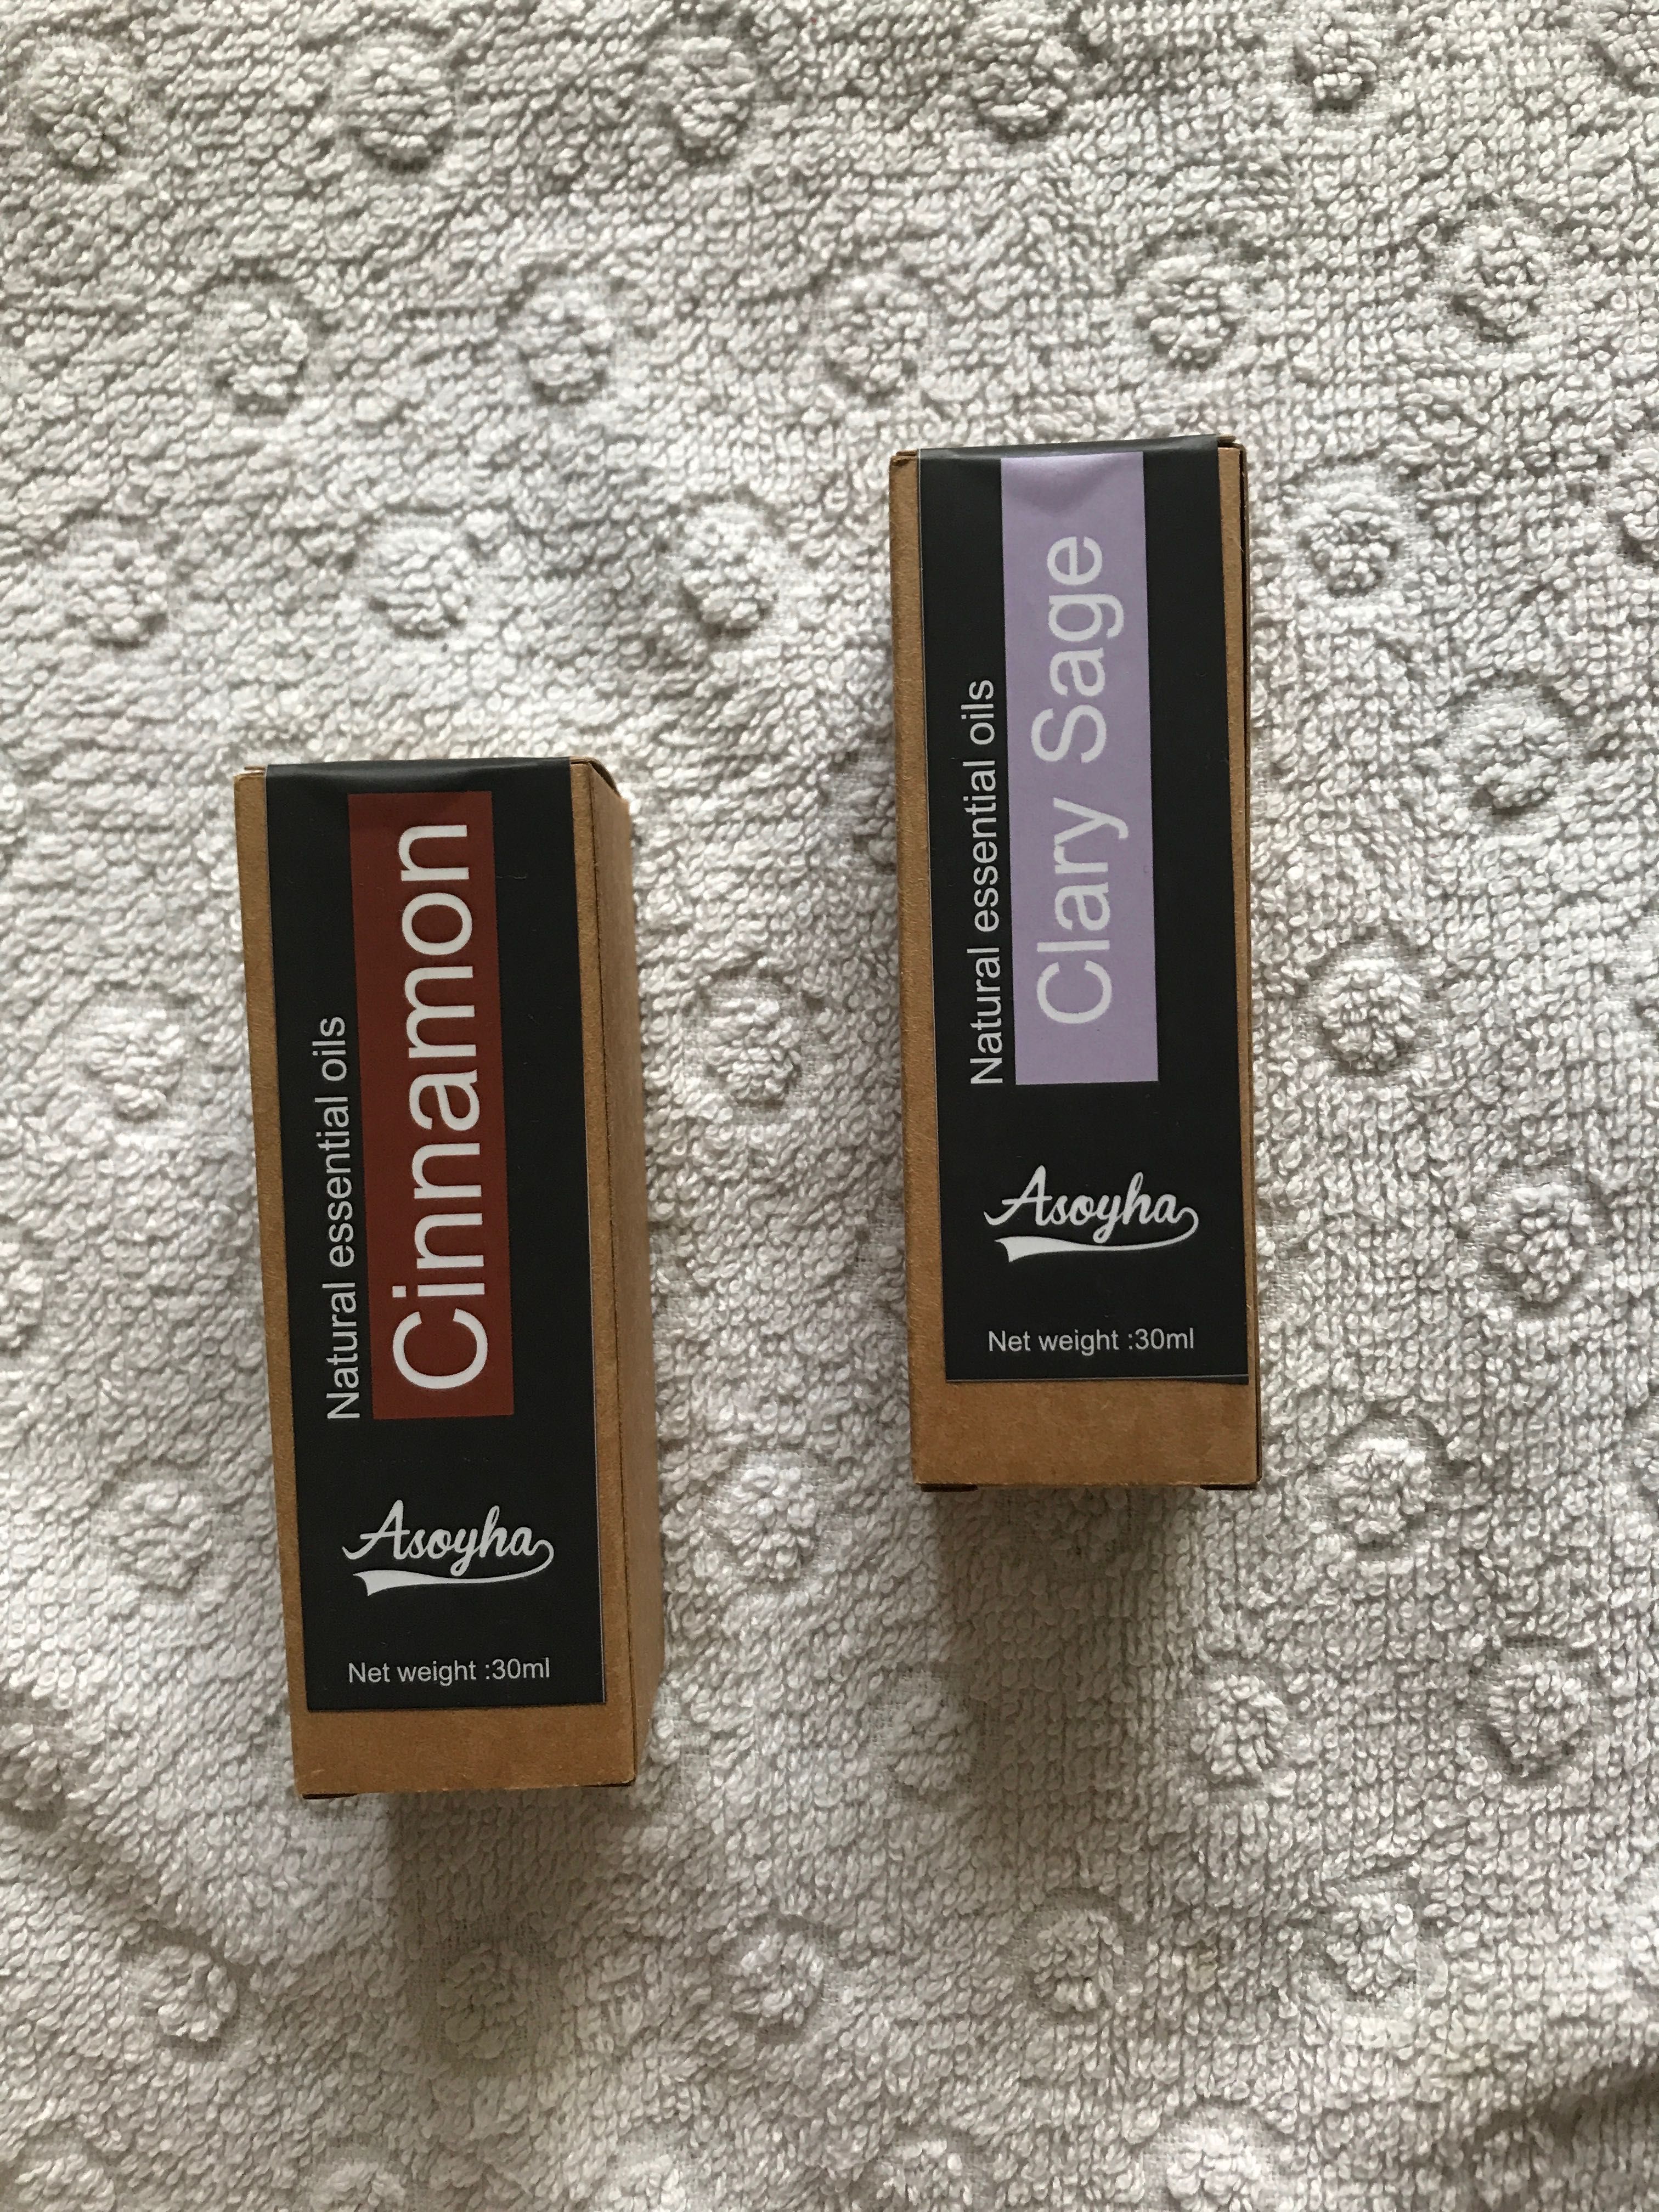 Natural essential oils
Cinnamon
Asoyha
Net weight :30ml
Natural essential oils
Clary Sage
Asoyha
Net weight :30ml